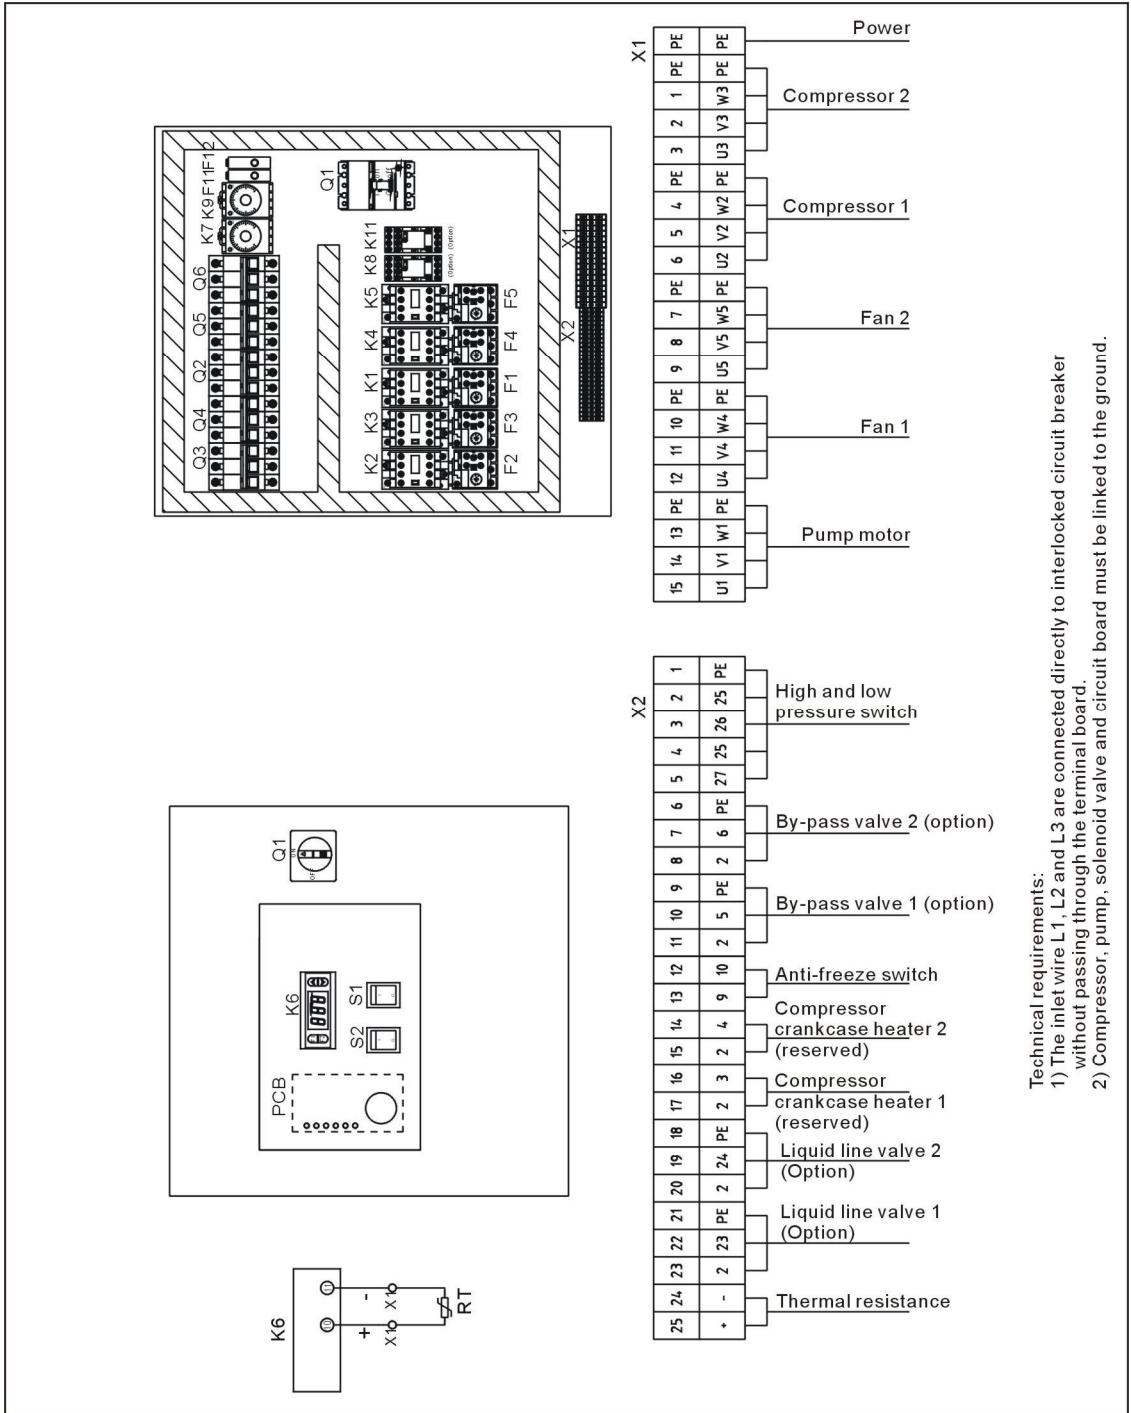 X1
PE PE Power
PE PE
1 W3 Compressor 2
2 V3
3 U3
PE PE
4 W2 Compressor 1
5 V2
6 U2
PE PE
7 W5 Fan 2
8 V5
9 U5
PE PE
10 W4 Fan 1
11 V4
12 U4
PE PE
13 W1 Pump motor
14 V1
15 U1
F12
F11
K9
K7
Q6
Q5
Q2
Q4
Q3
Q1
K11 (Option)
K8 (Option)
K5 F5
K4 F4
K1 F1
K3 F3
K2 F2
X1
X2
X2
1 PE
2 25 High and low
3 26 pressure switch
4 25
5 27
6 PE
7 6 By-pass valve 2 (option)
8 2
9 PE
10 5 By-pass valve 1 (option)
11 2
12 10 Anti-freeze switch
13 9
14 4 Compressor
crankcase heater 2
15 2 (reserved)
16 3 Compressor
crankcase heater 1
17 2 (reserved)
18 PE
19 24 Liquid line valve 2
20 2 (Option)
21 PE Liquid line valve 1
22 23 (Option)
23 2
24 - Thermal resistance
25 +
Q1
ON
OFF
K6
S1
S2
PCB
K6
11
10
-
+
X1
X1
RT
Technical requirements:
1) The inlet wire L1, L2 and L3 are connected directly to interlocked circuit breaker
without passing through the terminal board.
2) Compressor, pump, solenoid valve and circuit board must be linked to the ground.